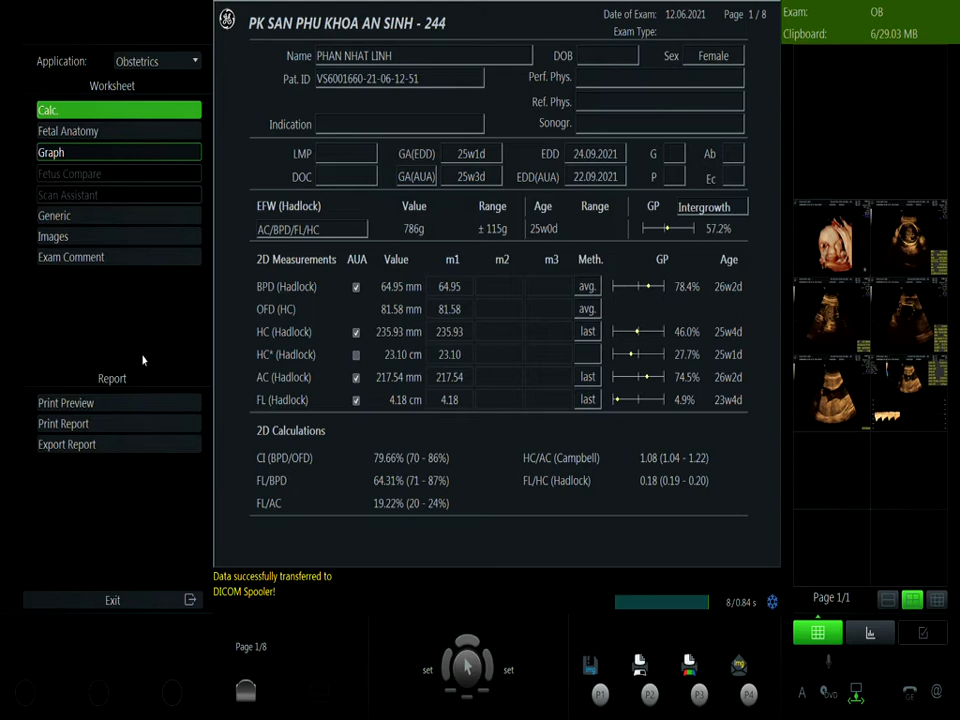 PK SAN PHU KHOA AN SINH - 244
Date of Exam: 12.06.2021 Page 1 / 8
Exam Type:
Exam: OB
Clipboard: 6/29.03 MB
Application: Obstetrics
Worksheet
Calc.
Fetal Anatomy
Graph
Fetus Compare
Scan Assistant
Generic
Images
Exam Comment
Report
Print Preview
Print Report
Export Report
Exit
Name PHAN NHAT LINH DOB Sex Female
Pat. ID VS6001660-21-06-12-51 Perf. Phys.
Ref. Phys.
Indication Sonogr.
LMP GA(EDD) 25w1d EDD 24.09.2021 G Ab
DOC GA(AUA) 25w3d EDD(AUA) 22.09.2021 P Ec
EFW (Hadlock) Value Range Age Range GP Intergrowth
AC/BPD/FL/HC 786g ± 115g 25w0d 57.2%
2D Measurements AUA Value m1 m2 m3 Meth. GP Age
BPD (Hadlock) 64.95 mm 64.95 avg. 78.4% 26w2d
OFD (HC) 81.58 mm 81.58 avg.
HC (Hadlock) 235.93 mm 235.93 last 46.0% 25w4d
HC* (Hadlock) 23.10 cm 23.10 27.7% 25w1d
AC (Hadlock) 217.54 mm 217.54 last 74.5% 26w2d
FL (Hadlock) 4.18 cm 4.18 last 4.9% 23w4d
2D Calculations
CI (BPD/OFD) 79.66% (70 - 86%) HC/AC (Campbell) 1.08 (1.04 - 1.22)
FL/BPD 64.31% (71 - 87%) FL/HC (Hadlock) 0.18 (0.19 - 0.20)
FL/AC 19.22% (20 - 24%)
Data successfully transferred to
DICOM Spooler!
8/0.84 s
Page 1/1
Page 1/8
set set
Img
P1 P2 P3 P4
A DVD @